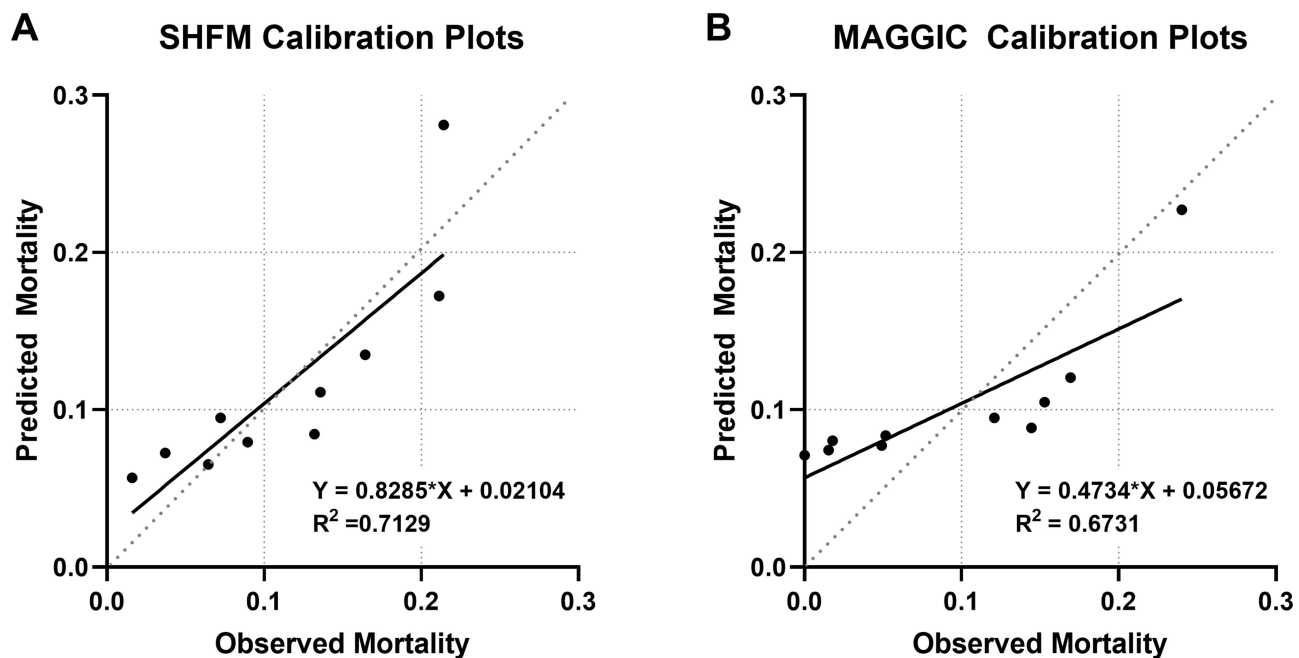 A
SHFM Calibration Plots
0.3
0.2
0.1
0.0
Predicted Mortality
Y = 0.8285*X + 0.02104
R² =0.7129
0.0 0.1 0.2 0.3
Observed Mortality
B
MAGGIC Calibration Plots
0.3
0.2
0.1
0.0
Predicted Mortality
Y = 0.4734*X + 0.05672
R² = 0.6731
0.0 0.1 0.2 0.3
Observed Mortality